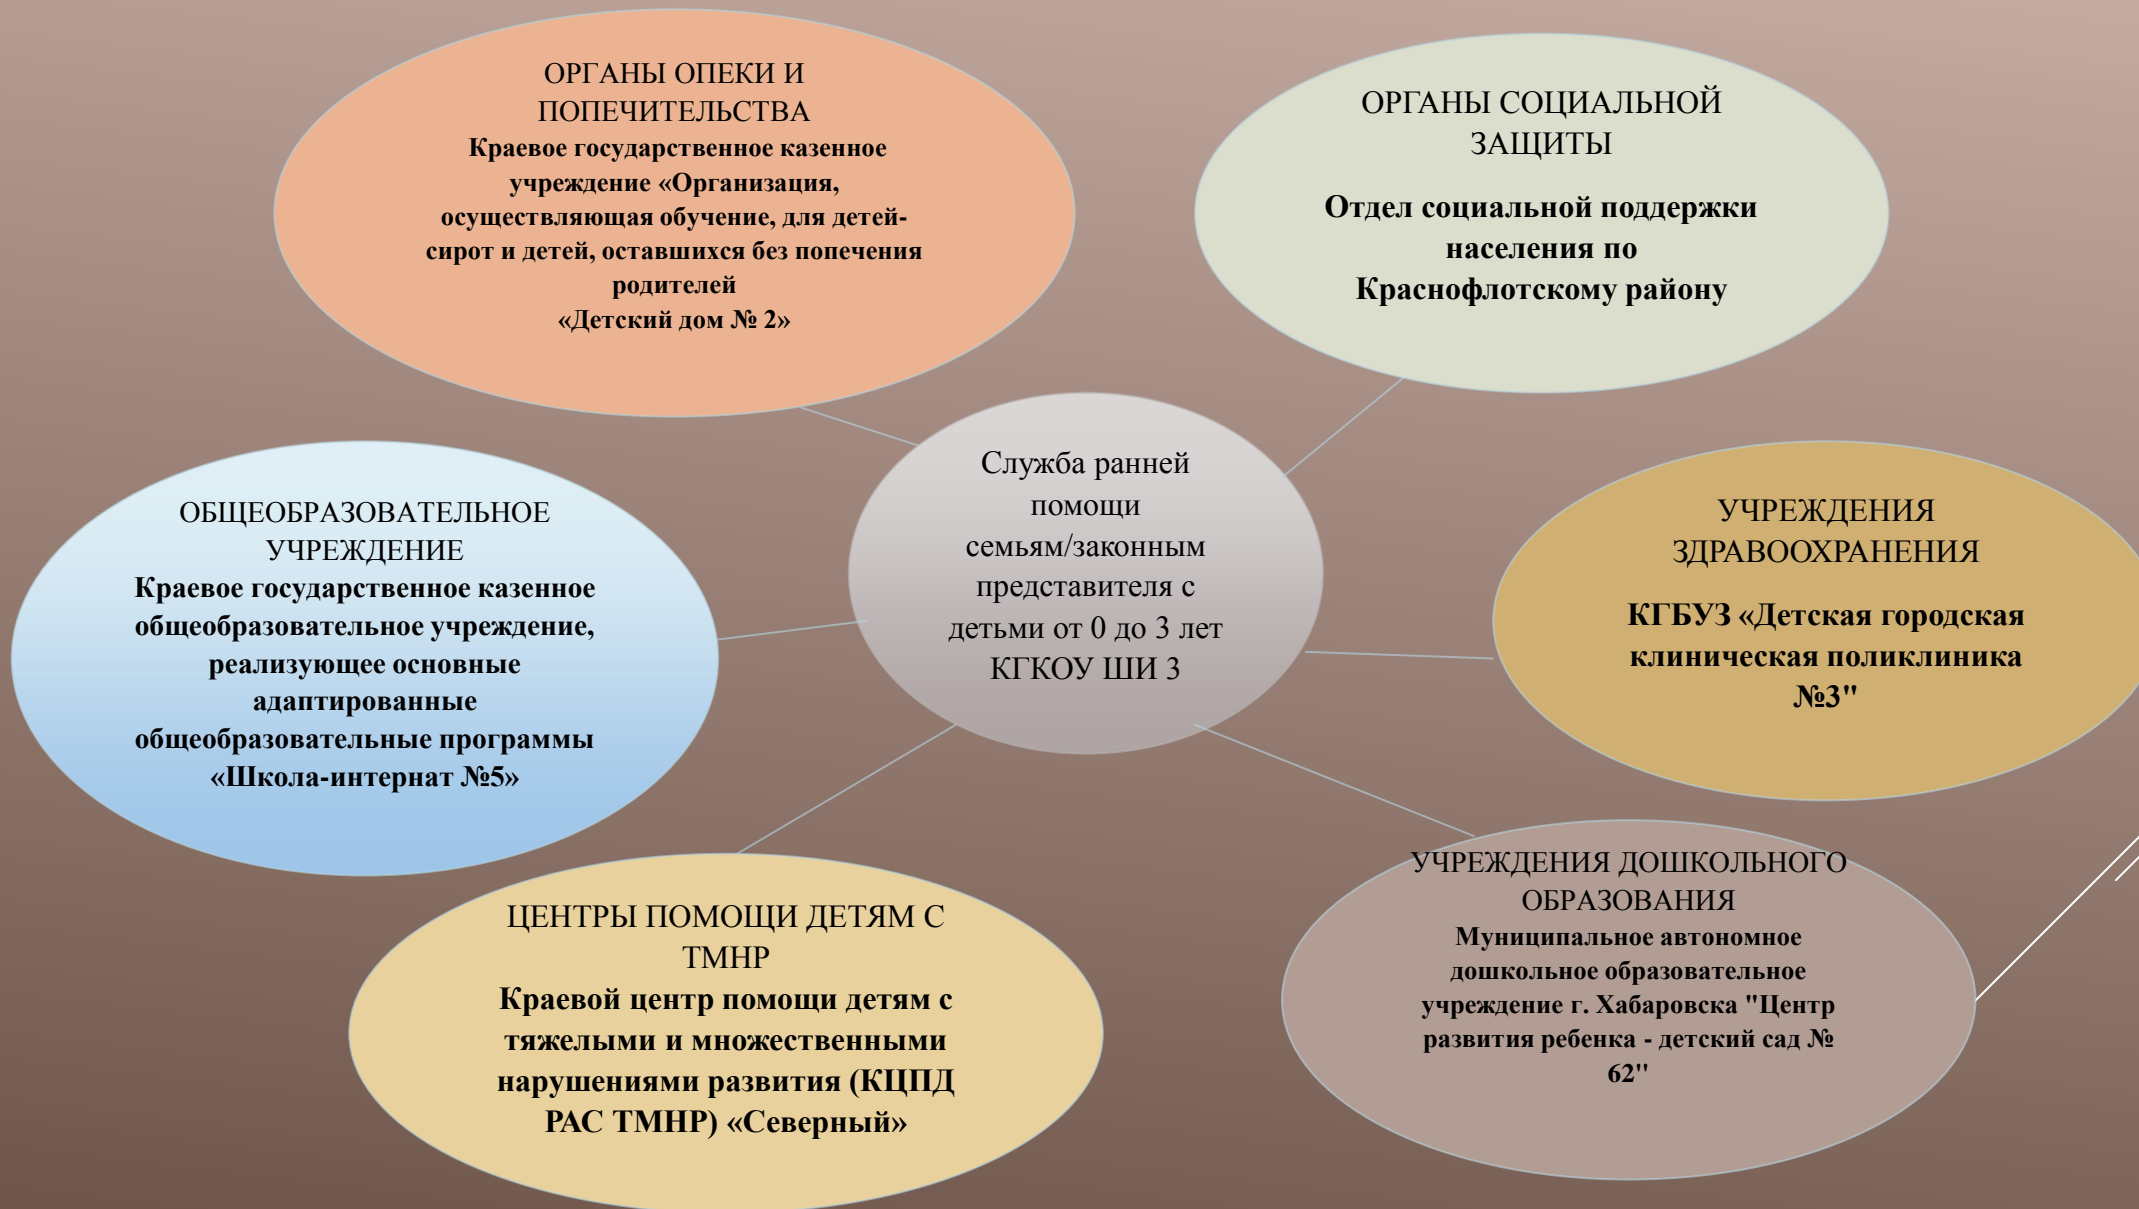 ОРГАНЫ ОПЕКИ И
ПОПЕЧИТЕЛЬСТВА
Краевое государственное казенное
учреждение «Организация,
осуществляющая обучение, для детей-
сирот и детей, оставшихся без попечения
родителей
«Детский дом № 2»
ОРГАНЫ СОЦИАЛЬНОЙ
ЗАЩИТЫ
Отдел социальной поддержки
населения по
Краснофлотскому району
Служба ранней
помощи
семьям/законным
представителя с
детьми от 0 до 3 лет
КГКОУ ШИ 3
ОБЩЕОБРАЗОВАТЕЛЬНОЕ
УЧРЕЖДЕНИЕ
Краевое государственное казенное
общеобразовательное учреждение,
реализующее основные
адаптированные
общеобразовательные программы
«Школа-интернат №5»
УЧРЕЖДЕНИЯ
ЗДРАВООХРАНЕНИЯ
КГБУЗ «Детская городская
клиническая поликлиника
№3"
ЦЕНТРЫ ПОМОЩИ ДЕТЯМ С
ТМНР
Краевой центр помощи детям с
тяжелыми и множественными
нарушениями развития (КЦПД
РАС ТМНР) «Северный»
УЧРЕЖДЕНИЯ ДОШКОЛЬНОГО
ОБРАЗОВАНИЯ
Муниципальное автономное
дошкольное образовательное
учреждение г. Хабаровска "Центр
развития ребенка - детский сад №
62"